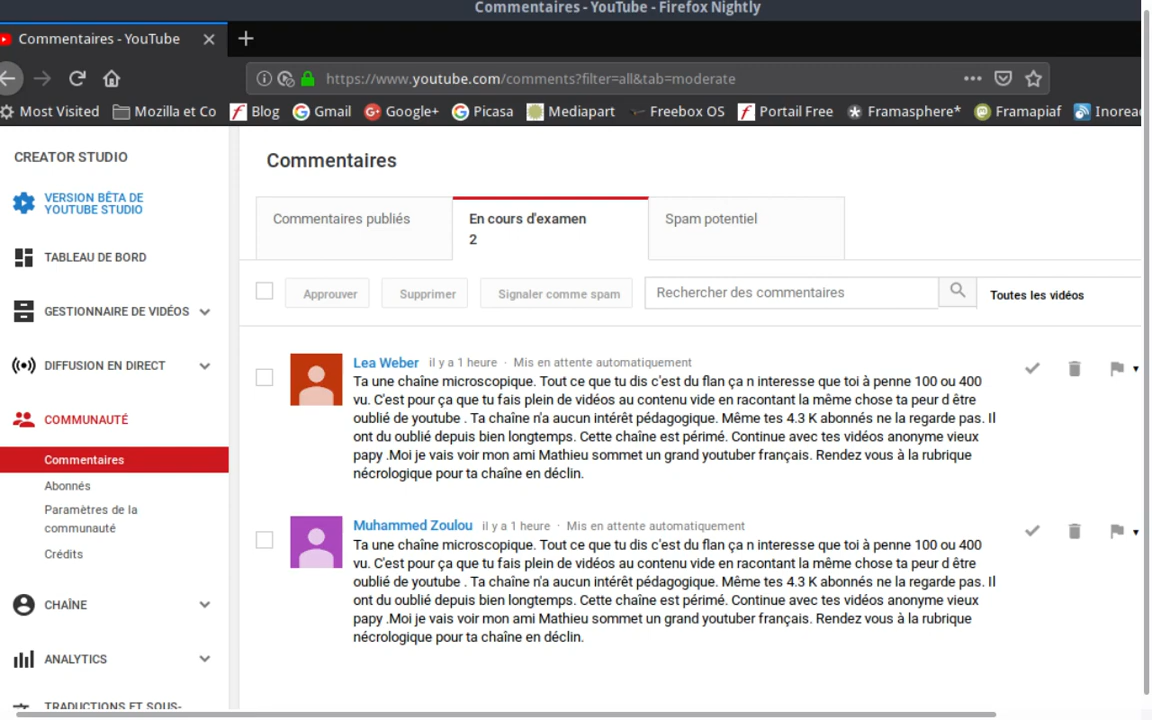 Commentaires - YouTube - Firefox Nightly
Commentaires - YouTube
https://www.youtube.com/comments?filter=all&tab=moderate
Most Visited Mozilla et Co Blog Gmail Google+ Picasa Mediapart Freebox OS Portail Free Framasphere* Framapiaf Inorea
CREATOR STUDIO
VERSION BÊTA DE
YOUTUBE STUDIO
TABLEAU DE BORD
GESTIONNAIRE DE VIDÉOS
DIFFUSION EN DIRECT
COMMUNAUTÉ
Commentaires
Abonnés
Paramètres de la
communauté
Crédits
CHAÎNE
ANALYTICS
TRADUCTIONS ET SOUS-
Commentaires
Commentaires publiés
En cours d'examen
2
Spam potentiel
Approuver Supprimer Signaler comme spam Rechercher des commentaires Toutes les vidéos
Lea Weber il y a 1 heure · Mis en attente automatiquement
Ta une chaîne microscopique. Tout ce que tu dis c'est du flan ça n interesse que toi à penne 100 ou 400
vu. C'est pour ça que tu fais plein de vidéos au contenu vide en racontant la même chose ta peur d être
oublié de youtube . Ta chaîne n'a aucun intérêt pédagogique. Même tes 4.3 K abonnés ne la regarde pas. Il
ont du oublié depuis bien longtemps. Cette chaîne est périmé. Continue avec tes vidéos anonyme vieux
papy .Moi je vais voir mon ami Mathieu sommet un grand youtuber français. Rendez vous à la rubrique
nécrologique pour ta chaîne en déclin.
Muhammed Zoulou il y a 1 heure · Mis en attente automatiquement
Ta une chaîne microscopique. Tout ce que tu dis c'est du flan ça n interesse que toi à penne 100 ou 400
vu. C'est pour ça que tu fais plein de vidéos au contenu vide en racontant la même chose ta peur d être
oublié de youtube . Ta chaîne n'a aucun intérêt pédagogique. Même tes 4.3 K abonnés ne la regarde pas. Il
ont du oublié depuis bien longtemps. Cette chaîne est périmé. Continue avec tes vidéos anonyme vieux
papy .Moi je vais voir mon ami Mathieu sommet un grand youtuber français. Rendez vous à la rubrique
nécrologique pour ta chaîne en déclin.